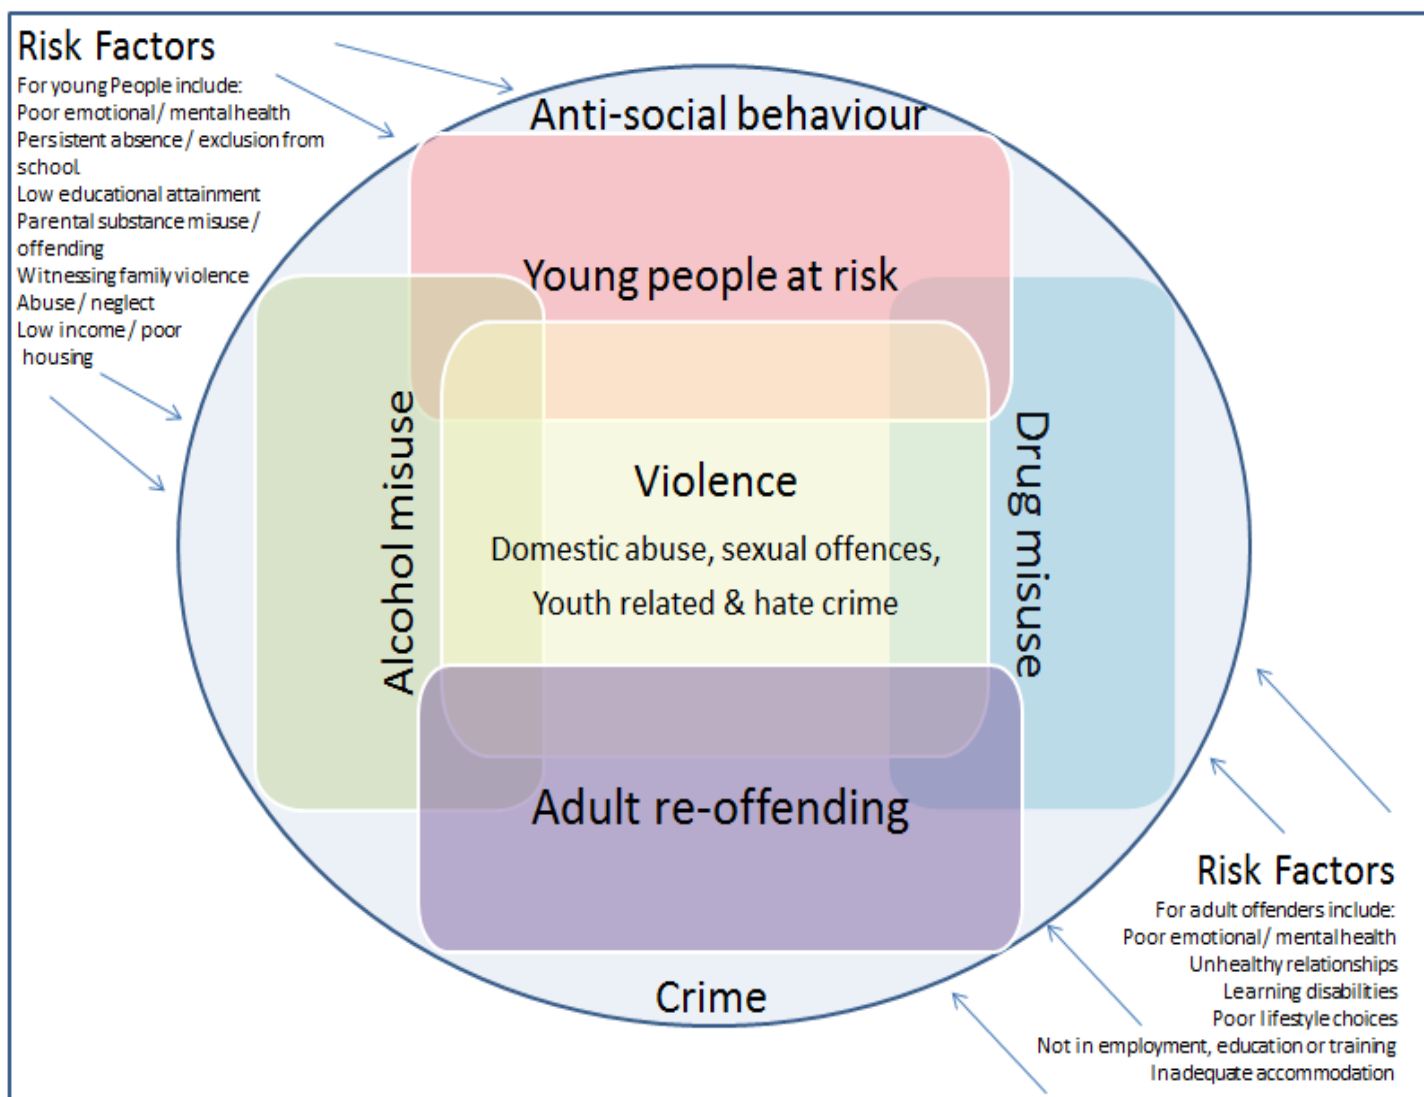 Risk Factors
For young People include:
Poor emotional / mental health
Persistent absence / exclusion from
school
Low educational attainment
Parental substance misuse /
offending
Witnessing family violence
Abuse / neglect
Low income / poor
housing
Anti-social behaviour
Young people at risk
Alcohol misuse
Violence
Domestic abuse, sexual offences,
Youth related & hate crime
Drug misuse
Adult re-offending
Crime
Risk Factors
For adult offenders include:
Poor emotional / mental health
Unhealthy relationships
Learning disabilities
Poor lifestyle choices
Not in employment, education or training
Inadequate accommodation